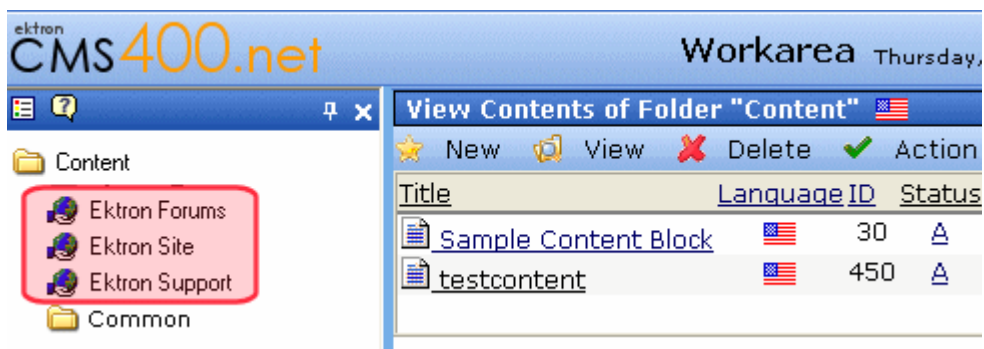 ektron
CMS400.net
Workarea Thursday,
View Contents of Folder "Content"
New View Delete Action
Content
Ektron Forums
Ektron Site
Ektron Support
Common
Title Language ID Status
Sample Content Block 30 A
testcontent 450 A